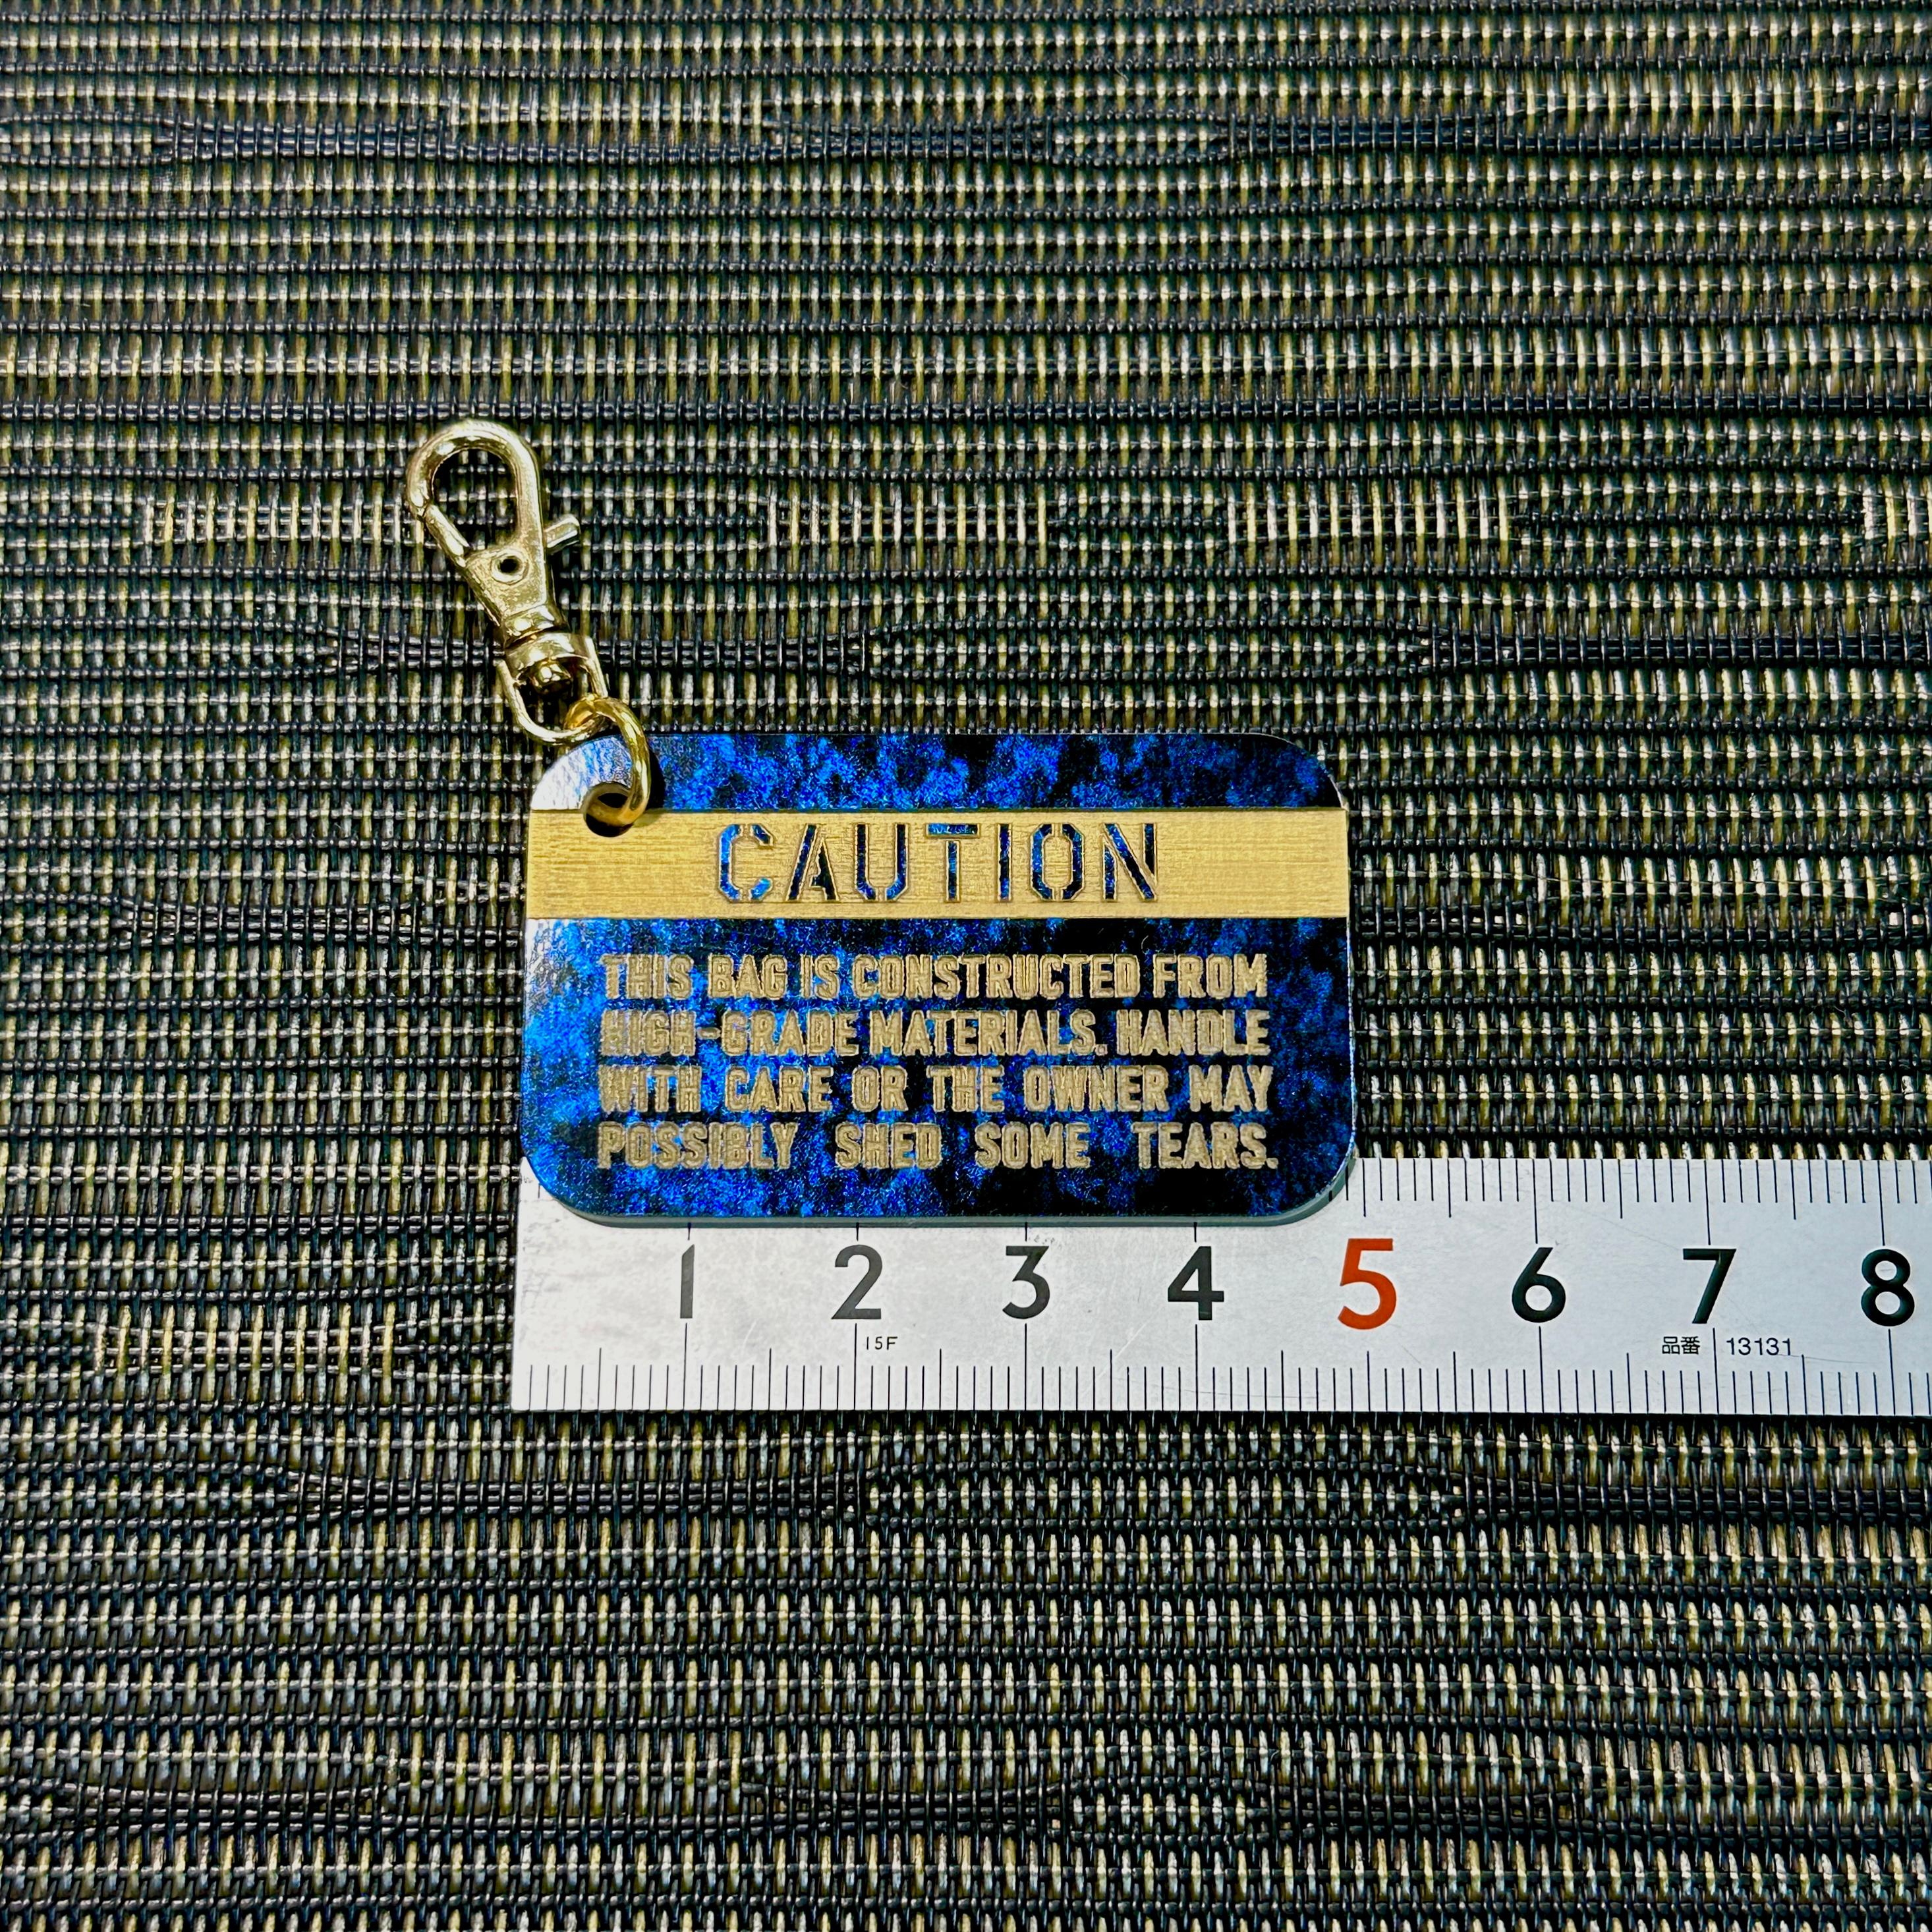 CAUTION
THIS BAG IS CONSTRUCTED FROM
HIGH-GRADE MATERIALS. HANDLE
WITH CARE OR THE OWNER MAY
POSSIBLY SHED SOME TEARS.
1 2 3 4 5 6 7 8
15F 品番 13131